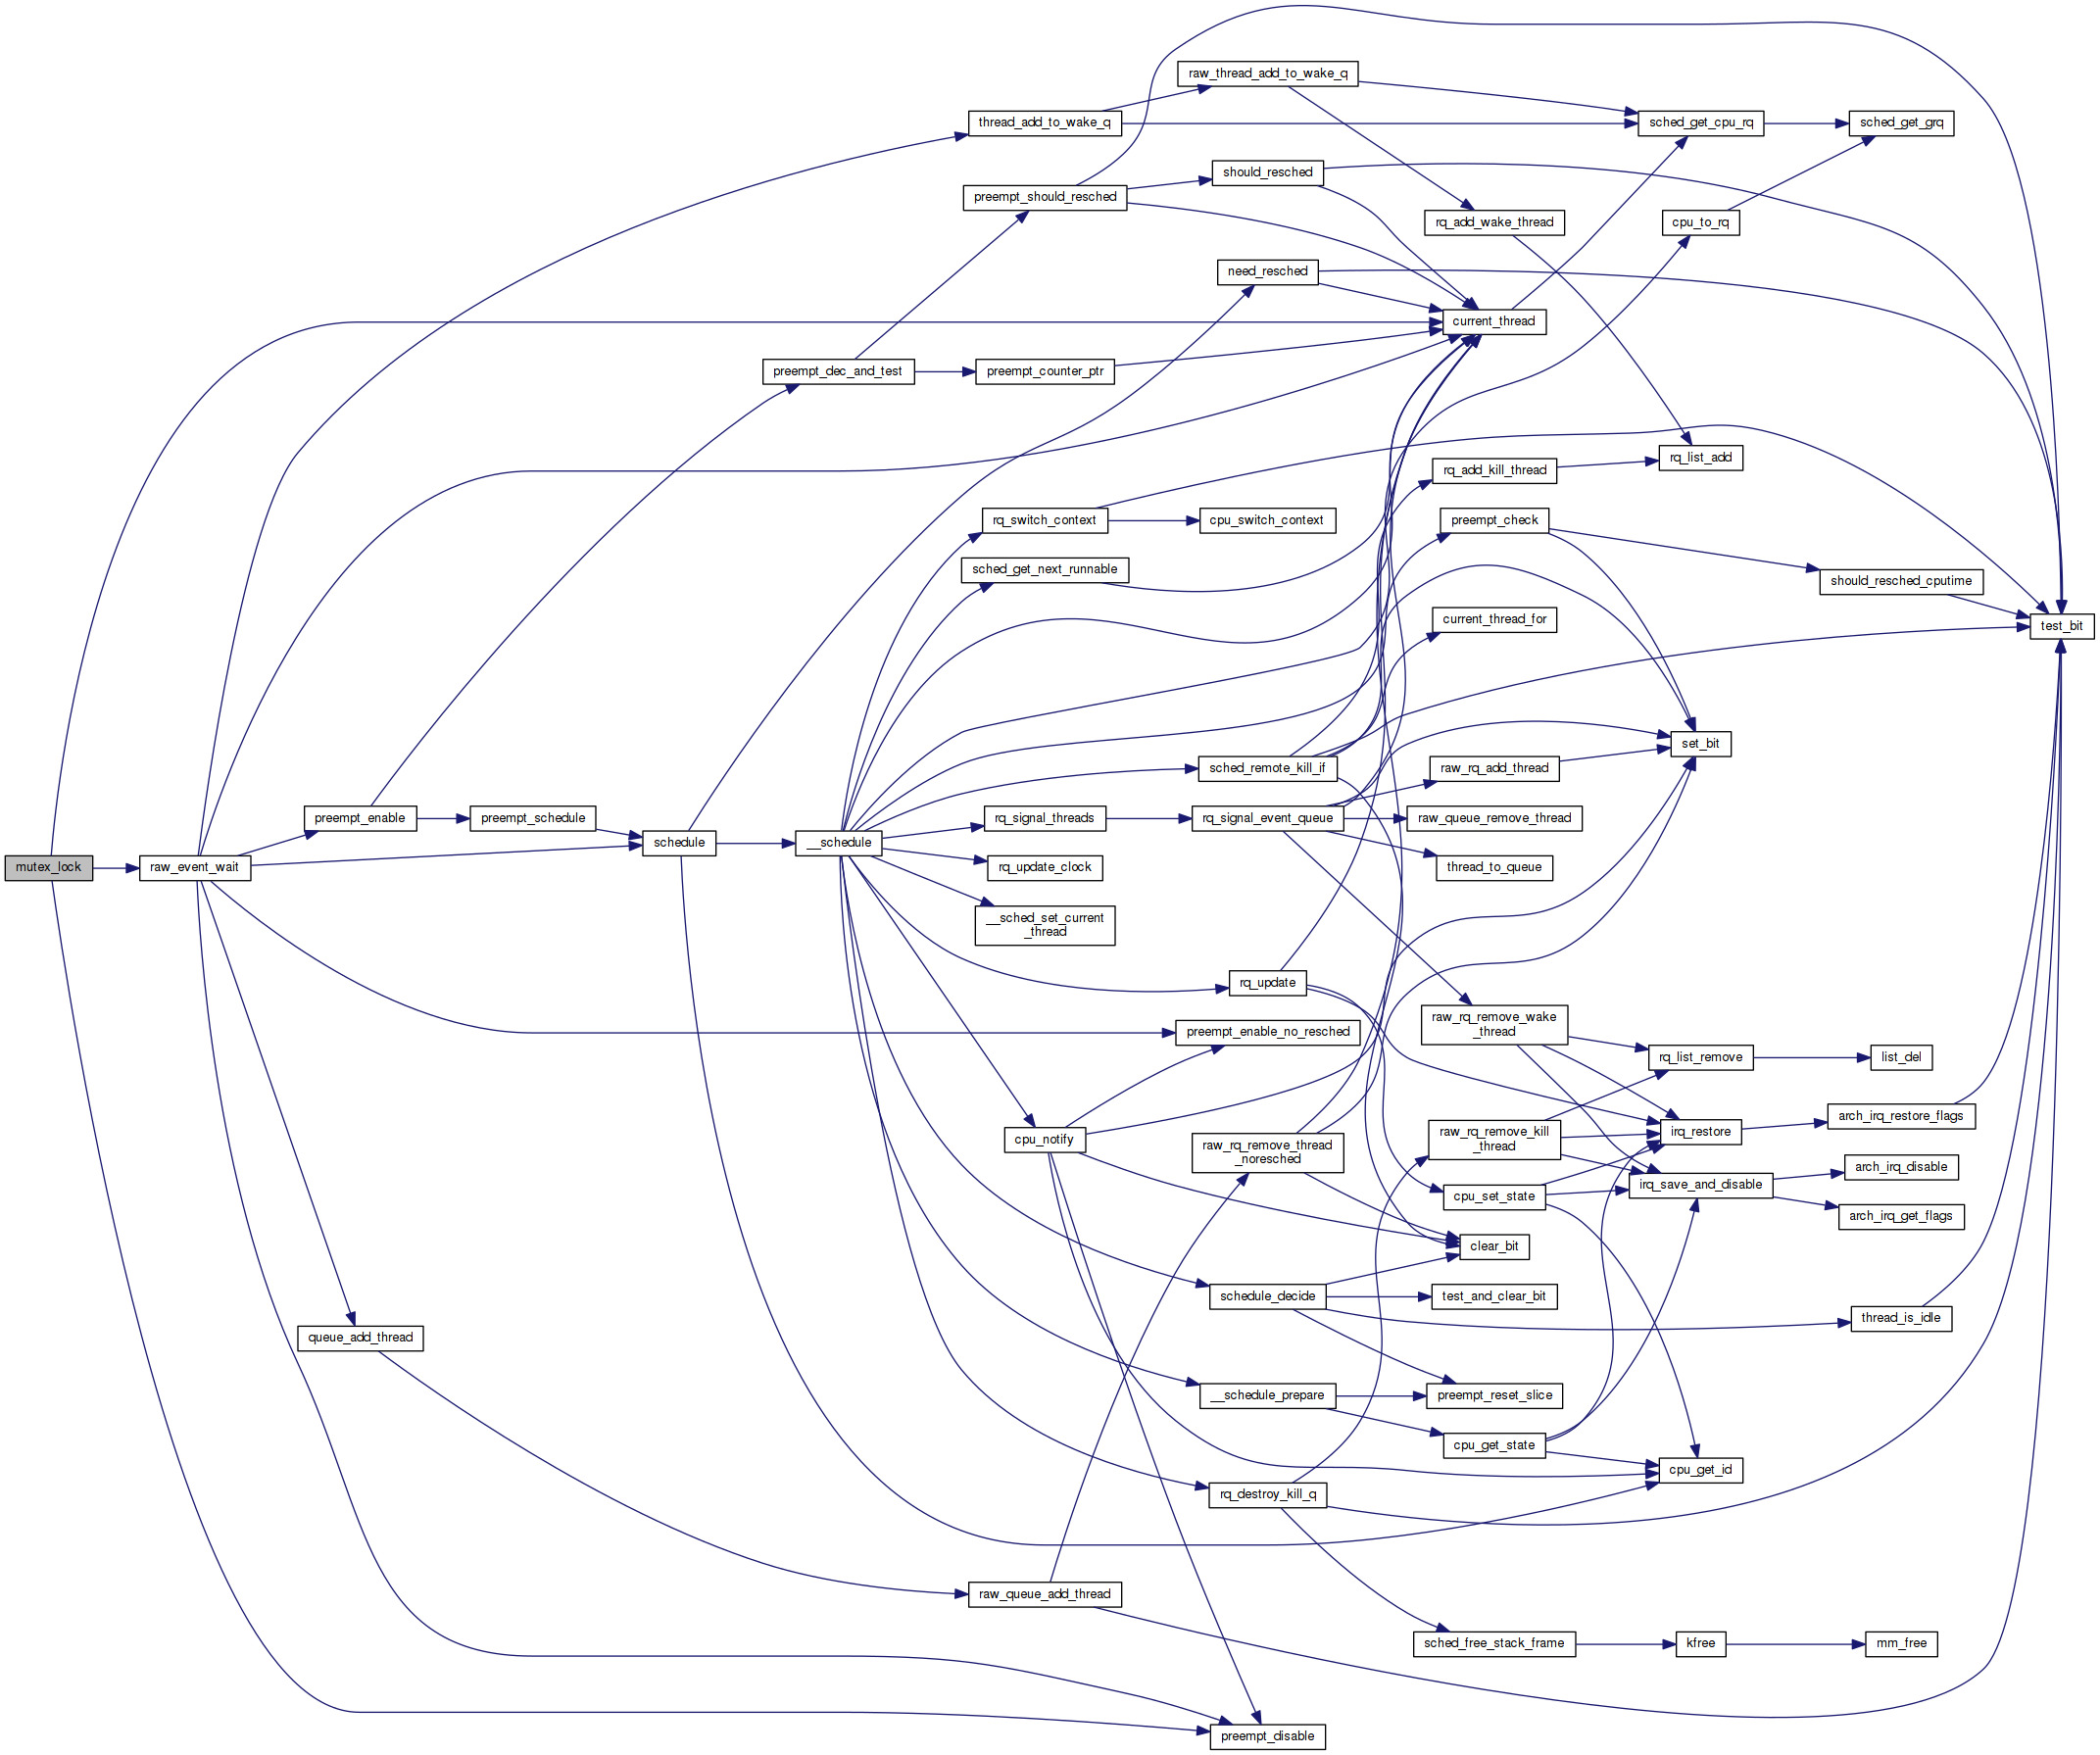 raw_thread_add_to_wake_q
thread_add_to_wake_q
sched_get_cpu_rq
sched_get_grq
should_resched
preempt_should_resched
rq_add_wake_thread
cpu_to_rq
need_resched
current_thread
preempt_dec_and_test
preempt_counter_ptr
rq_list_add
rq_add_kill_thread
rq_switch_context
cpu_switch_context
preempt_check
sched_get_next_runnable
should_resched_cputime
current_thread_for
test_bit
set_bit
sched_remote_kill_if
raw_rq_add_thread
preempt_enable
preempt_schedule
rq_signal_threads
rq_signal_event_queue
raw_queue_remove_thread
schedule
__schedule
mutex_lock
raw_event_wait
rq_update_clock
thread_to_queue
__sched_set_current
_thread
rq_update
raw_rq_remove_wake
_thread
preempt_enable_no_resched
rq_list_remove
list_del
arch_irq_restore_flags
cpu_notify
raw_rq_remove_thread
_noresched
raw_rq_remove_kill
_thread
irq_restore
arch_irq_disable
irq_save_and_disable
cpu_set_state
arch_irq_get_flags
clear_bit
schedule_decide
test_and_clear_bit
thread_is_idle
queue_add_thread
__schedule_prepare
preempt_reset_slice
cpu_get_state
cpu_get_id
rq_destroy_kill_q
raw_queue_add_thread
sched_free_stack_frame
kfree
mm_free
preempt_disable